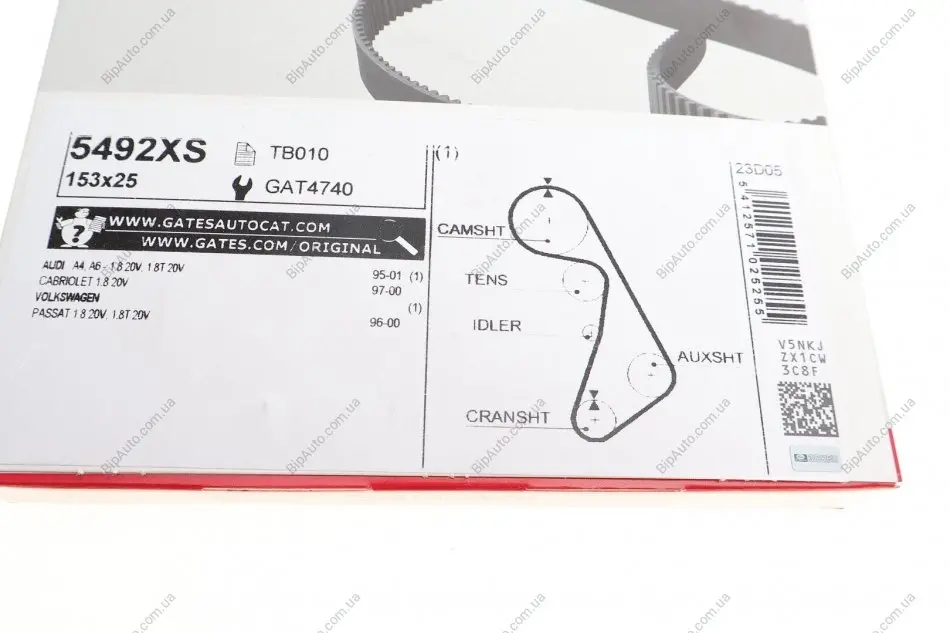 5492XS
153x25
TB010
GAT4740
WWW.GATESAUTOCAT.COM
WWW.GATES.COM/ORIGINAL
AUDI A4, A6 - 1.8 20V, 1.8T 20V 95-01 (1)
CABRIOLET 1.8 20V 97-00
VOLKSWAGEN (1)
PASSAT 1.8 20V, 1.8T 20V 96-00
(1)
CAMSHT
TENS
IDLER
AUXSHT
CRANSHT
23D05
5412571025255
V5NKJ
ZX1CW
3C8F
BipAuto.com.ua